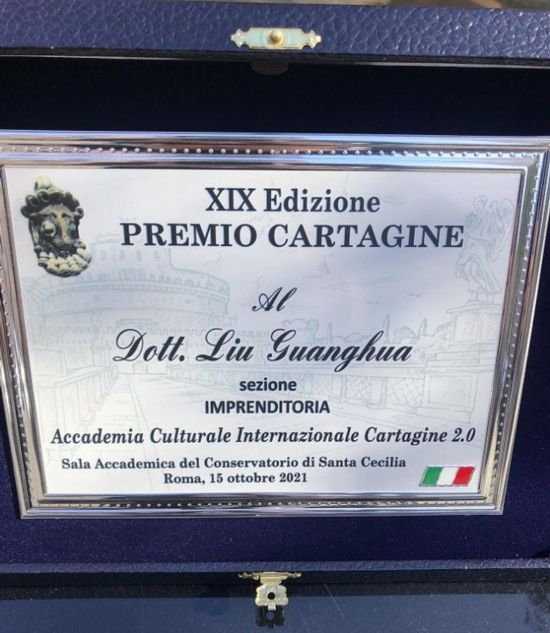 XIX Edizione
PREMIO CARTAGINE
Al
Dott. Liu Guanghua
sezione
IMPRENDITORIA
Accademia Culturale Internazionale Cartagine 2.0
Sala Accademica del Conservatorio di Santa Cecilia
Roma, 15 ottobre 2021